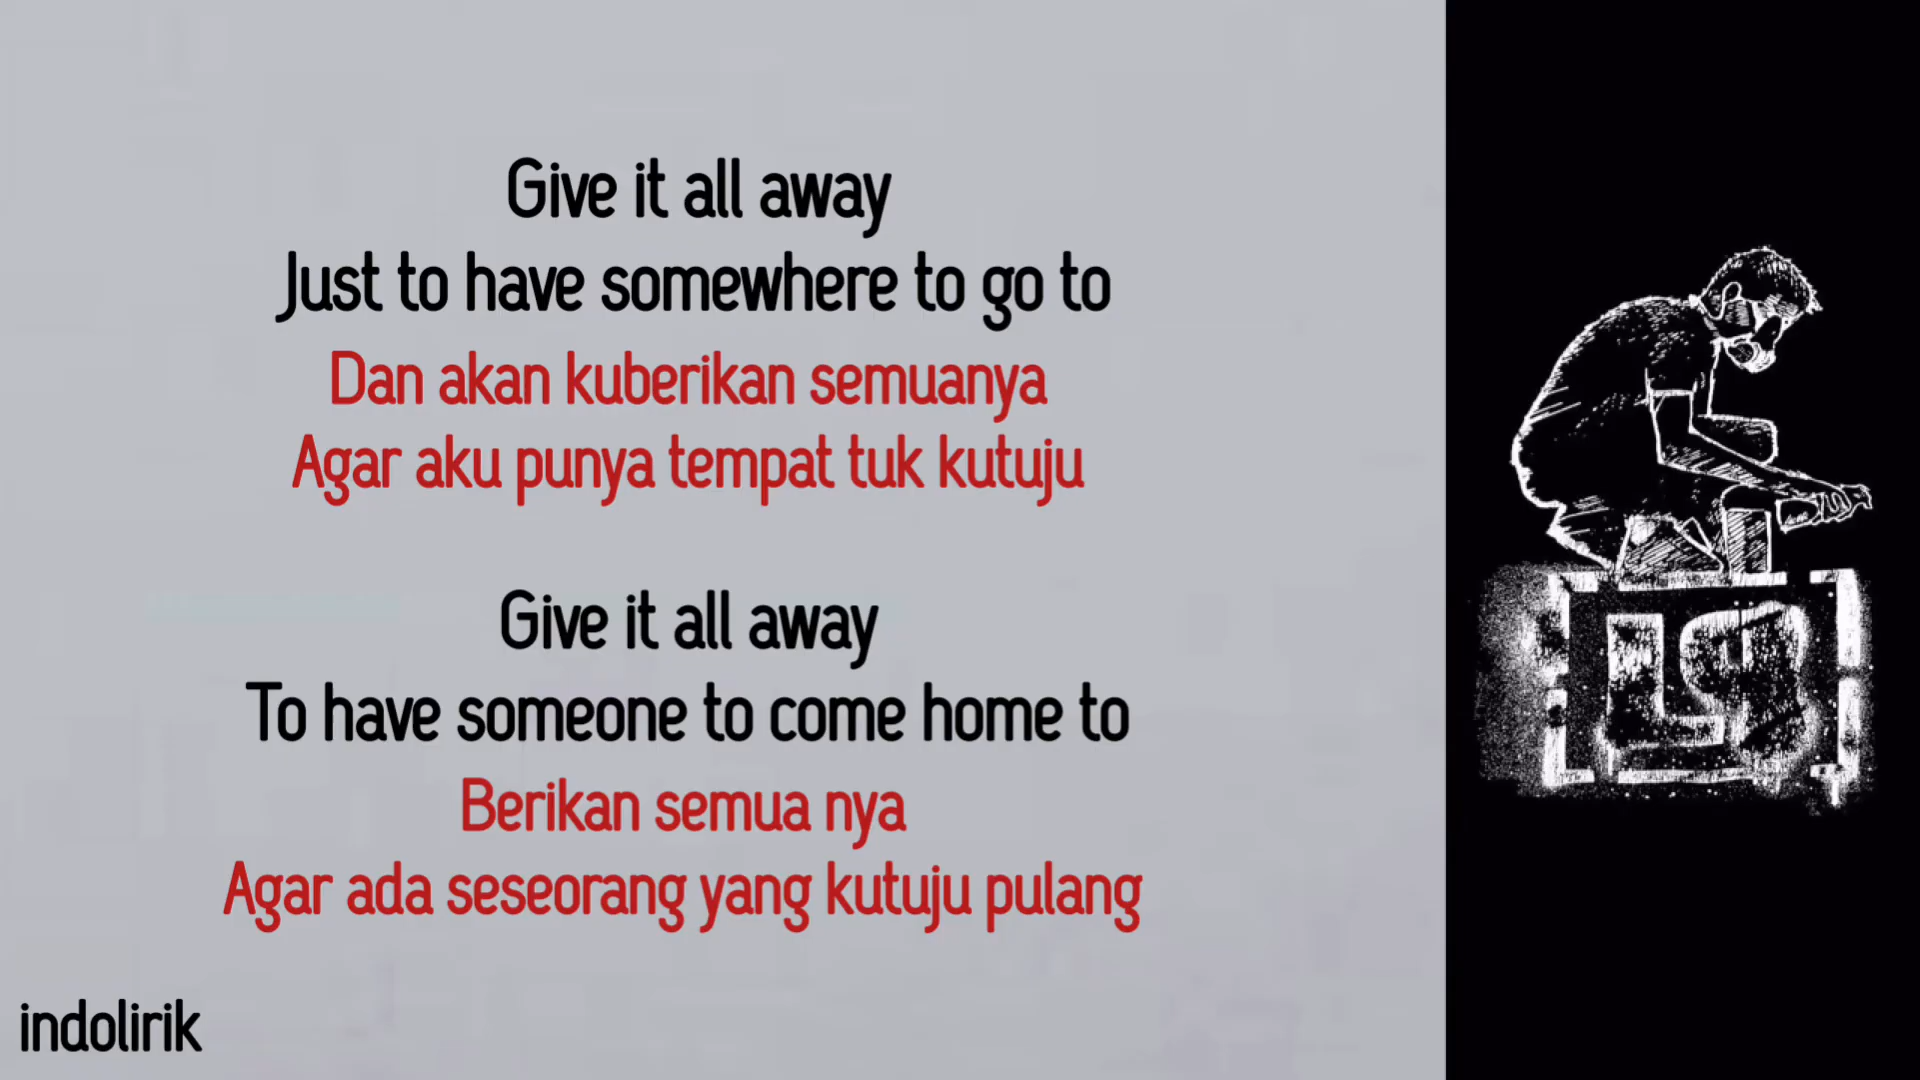 Give it all away
Just to have somewhere to go to
Dan akan kuberikan semuanya
Agar aku punya tempat tuk kutuju
Give it all away
To have someone to come home to
Berikan semua nya
Agar ada seseorang yang kutuju pulang
indolirik
LP